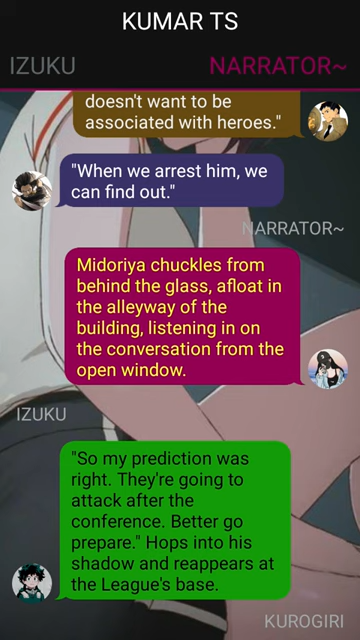 KUMAR TS
IZUKU
NARRATOR~
doesn't want to be
associated with heroes."
"When we arrest him, we
can find out."
NARRATOR~
Midoriya chuckles from
behind the glass, afloat in
the alleyway of the
building, listening in on
the conversation from the
open window.
IZUKU
"So my prediction was
right. They're going to
attack after the
conference. Better go
prepare." Hops into his
shadow and reappears at
the League's base.
KUROGIRI